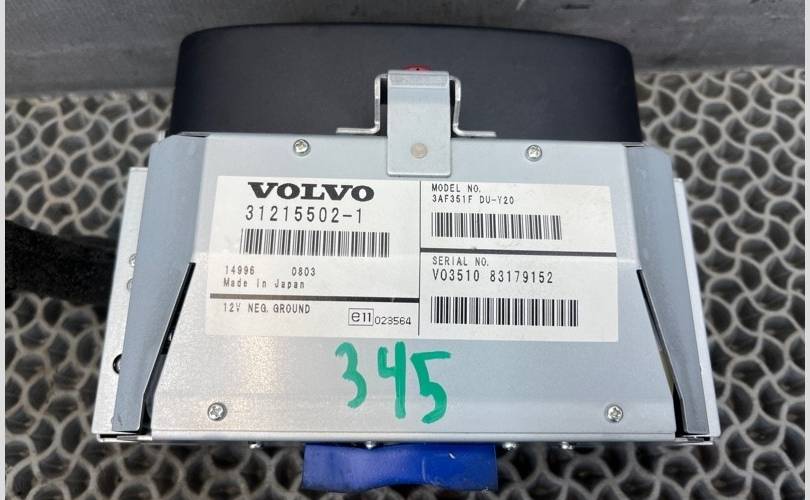 VOLVO
31215502-1
14996 0803
Made In Japan
12V NEG. GROUND
e11 023564
MODEL NO.
3AF351F DU-Y20
SERIAL NO.
VO3510 83179152
345